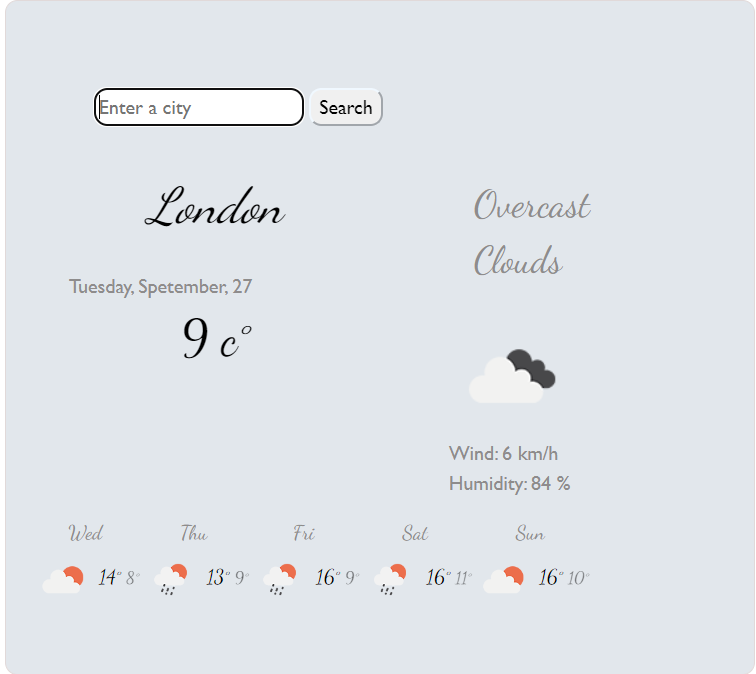 Enter a city Search
London
Overcast
Clouds
Tuesday, Spetember, 27
9 c°
Wind: 6 km/h
Humidity: 84 %
Wed Thu Fri Sat Sun
14° 8° 13° 9° 16° 9° 16° 11° 16° 10°